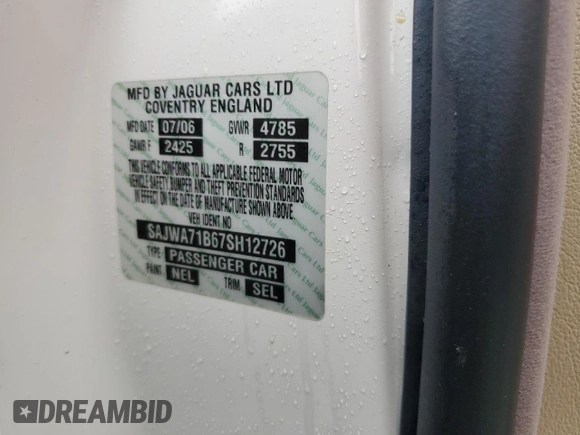 MFD BY JAGUAR CARS LTD
COVENTRY ENGLAND
MFD DATE 07/06 GVWR 4785
GAWR F 2425 R 2755
THIS VEHICLE CONFORMS TO ALL APPLICABLE FEDERAL MOTOR
VEHICLE SAFETY BUMPER AND THEFT PREVENTION STANDARDS
IN EFFECT ON THE DATE OF MANUFACTURE SHOWN ABOVE.
VEH IDENT NO
SAJWA71B67SH12726
TYPE PASSENGER CAR
PAINT NEL TRIM SEL
DREAMBID